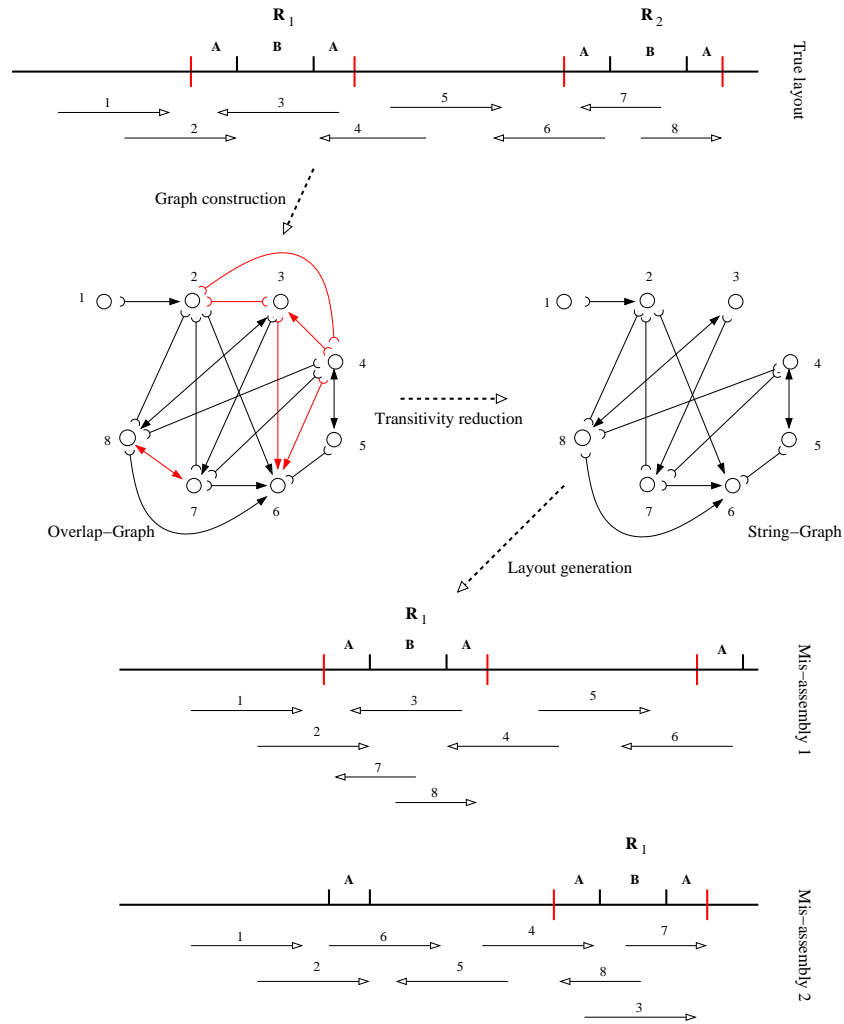 R 1 R 2
A B A A B A
True layout
1 3 5 7
2 4 6 8
Graph construction
2 3
1
4
8 5
7 6
Overlap−Graph
Transitivity reduction
2 3
1
4
8 5
7 6
String−Graph
Layout generation
R 1
A B A A
Mis−assembly 1
1 3 5
2 4 6
7
8
R 1
A A B A
Mis−assembly 2
1 6 4 7
2 5 8
3